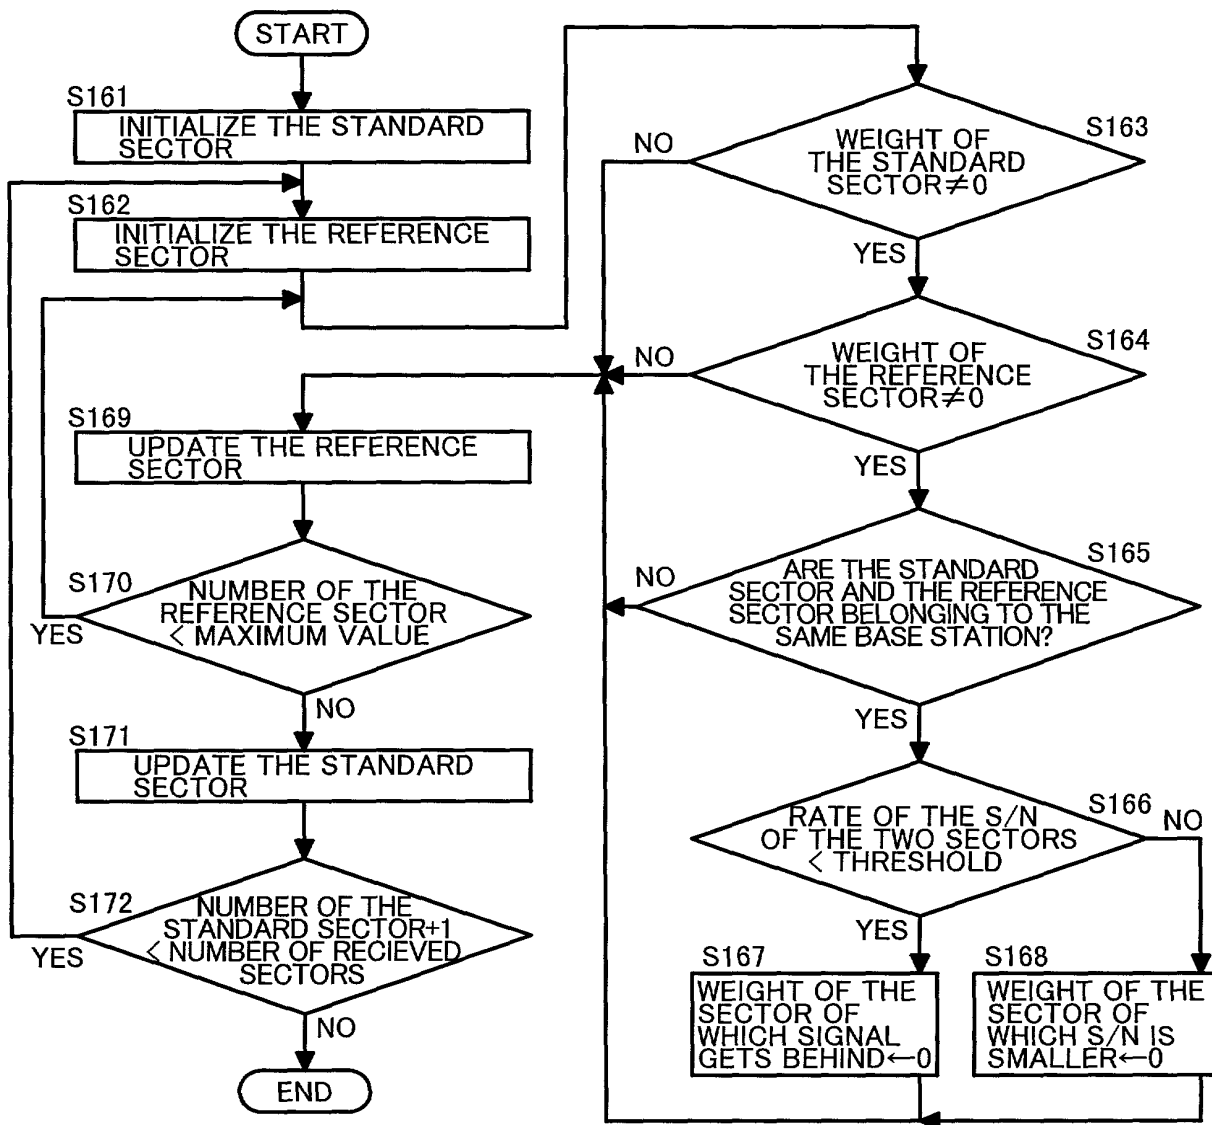 START
S161
INITIALIZE THE STANDARD
SECTOR
S162
INITIALIZE THE REFERENCE
SECTOR
S163
WEIGHT OF
THE STANDARD
SECTOR≠0
NO
YES
S164
WEIGHT OF
THE REFERENCE
SECTOR≠0
NO
YES
S165
ARE THE STANDARD
SECTOR AND THE REFERENCE
SECTOR BELONGING TO THE
SAME BASE STATION?
NO
YES
S166
RATE OF THE S/N
OF THE TWO SECTORS
< THRESHOLD
NO
YES
S167
WEIGHT OF THE
SECTOR OF
WHICH SIGNAL
GETS BEHIND←0
S168
WEIGHT OF THE
SECTOR OF
WHICH S/N IS
SMALLER←0
S169
UPDATE THE REFERENCE
SECTOR
S170
NUMBER OF THE
REFERENCE SECTOR
< MAXIMUM VALUE
YES
NO
S171
UPDATE THE STANDARD
SECTOR
S172
NUMBER OF THE
STANDARD SECTOR+1
< NUMBER OF RECIEVED
SECTORS
YES
NO
END